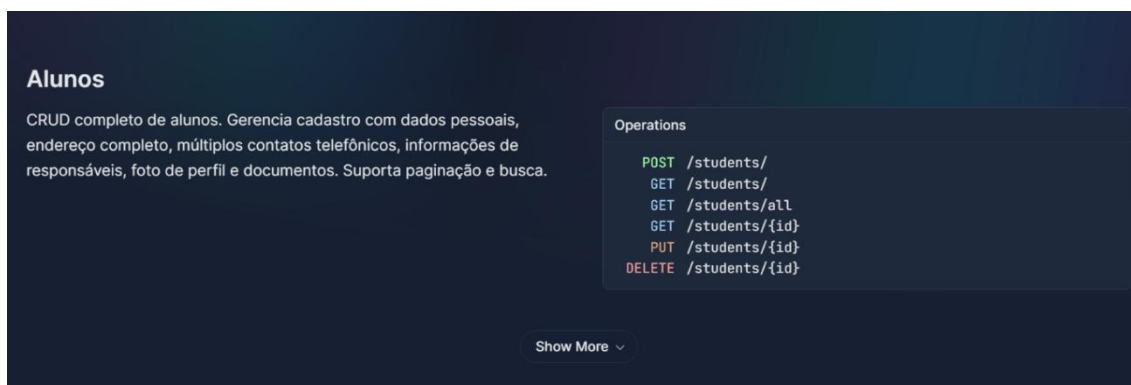 Alunos
CRUD completo de alunos. Gerencia cadastro com dados pessoais,
endereço completo, múltiplos contatos telefônicos, informações de
responsáveis, foto de perfil e documentos. Suporta paginação e busca.
Operations
POST /students/
GET /students/
GET /students/all
GET /students/{id}
PUT /students/{id}
DELETE /students/{id}
Show More